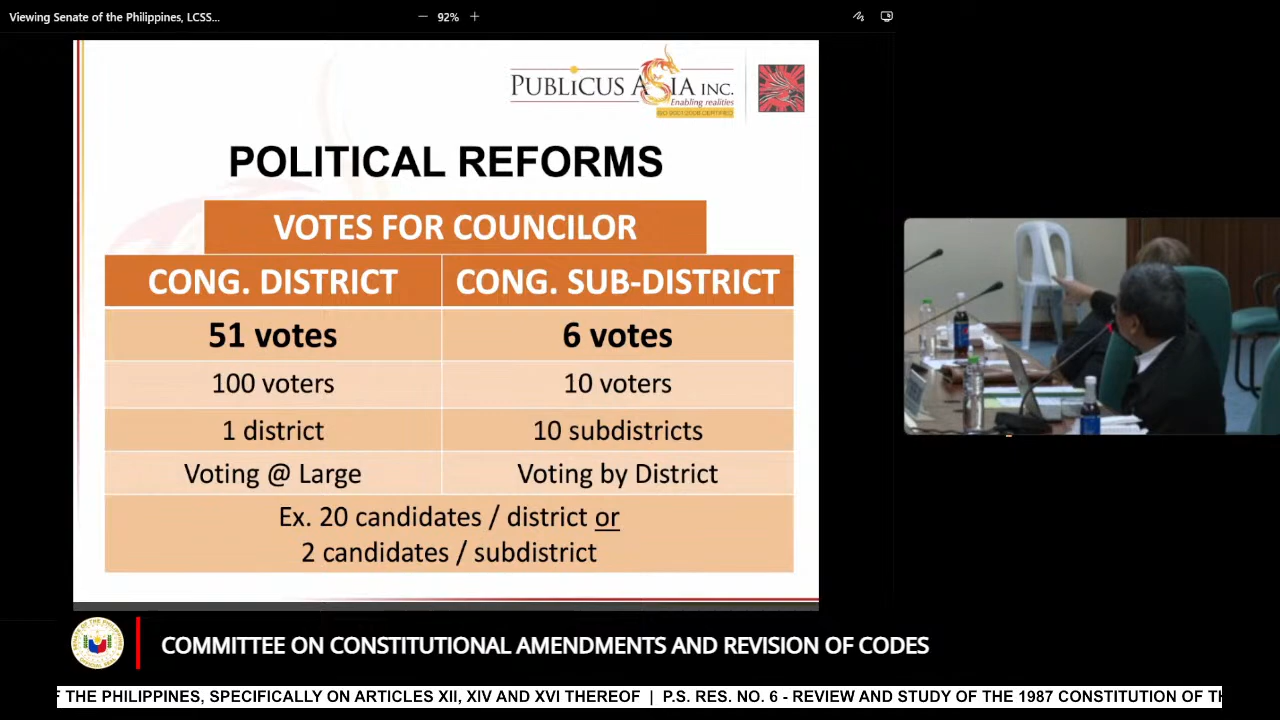 Viewing Senate of the Philippines, LCSS...
92%
PUBLICUS ASIA INC.
Enabling realities
ISO 9001:2008 CERTIFIED
POLITICAL REFORMS
VOTES FOR COUNCILOR
CONG. DISTRICT
CONG. SUB-DISTRICT
51 votes
6 votes
100 voters
10 voters
1 district
10 subdistricts
Voting @ Large
Voting by District
Ex. 20 candidates / district or
2 candidates / subdistrict
COMMITTEE ON CONSTITUTIONAL AMENDMENTS AND REVISION OF CODES
THE PHILIPPINES, SPECIFICALLY ON ARTICLES XII, XIV AND XVI THEREOF | P.S. RES. NO. 6 - REVIEW AND STUDY OF THE 1987 CONSTITUTION OF